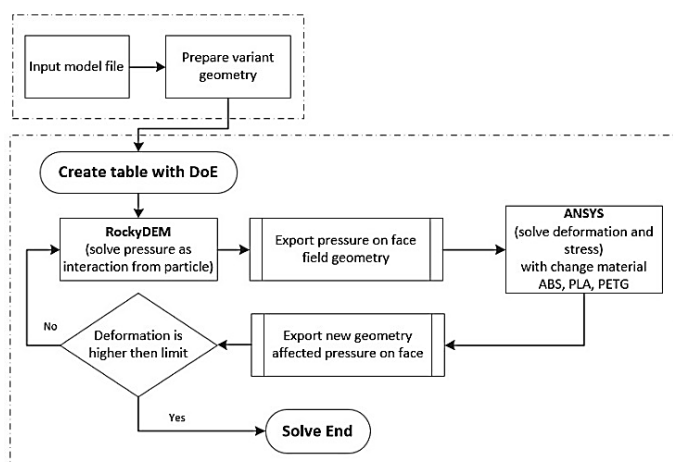 Input model file
Prepare variant
geometry
Create table with DoE
RockyDEM
(solve pressure as
interaction from particle)
Export pressure on face
field geometry
ANSYS
(solve deformation and
stress)
with change material
ABS, PLA, PETG
No
Deformation is
higher then limit
Export new geometry
affected pressure on face
Yes
Solve End